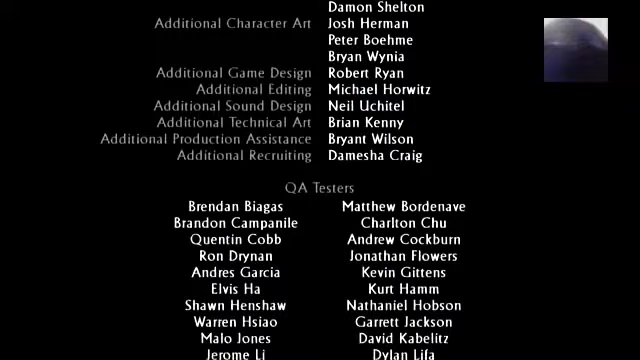 Damon Shelton
Additional Character Art Josh Herman
Peter Boehme
Bryan Wynia
Additional Game Design Robert Ryan
Additional Editing Michael Horwitz
Additional Sound Design Neil Uchitel
Additional Technical Art Brian Kenny
Additional Production Assistance Bryant Wilson
Additional Recruiting Damesha Craig
QA Testers
Brendan Biagas Matthew Bordenave
Brandon Campanile Charlton Chu
Quentin Cobb Andrew Cockburn
Ron Drynan Jonathan Flowers
Andres Garcia Kevin Gittens
Elvis Ha Kurt Hamm
Shawn Henshaw Nathaniel Hobson
Warren Hsiao Garrett Jackson
Malo Jones David Kabelitz
Jerome Li Dylan Lifa